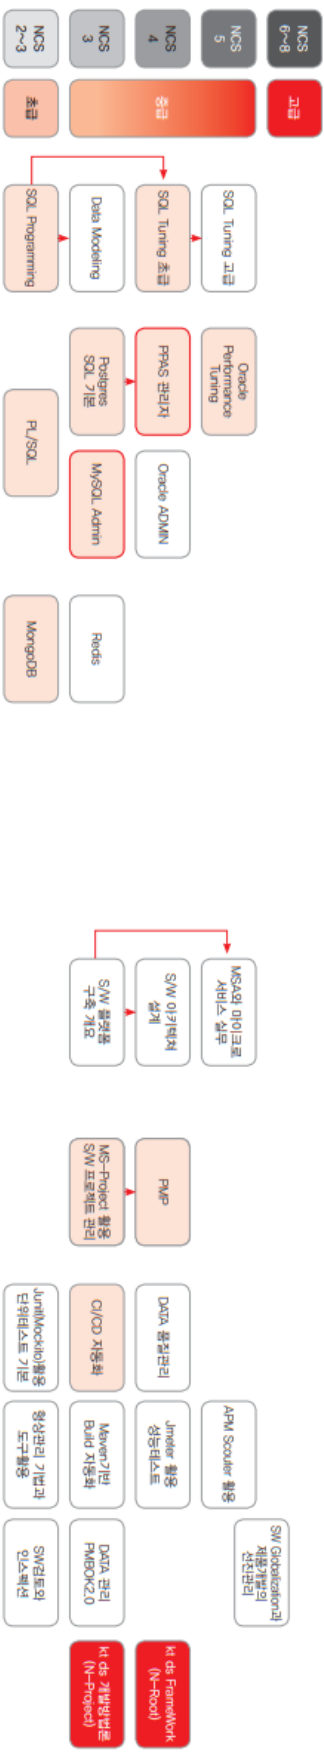 NCS
6~8
NCS
5
NCS
4
NCS
3
NCS
2~3
고급
중급
초급
SQL Tuning 고급
SQL Tuning 초급
Data Modeling
SQL Programming
Oracle
Performance
Tuning
PPAS 관리자
Postgres
SQL 기본
PL/SQL
Oracle ADMIN
MySQL Admin
Redis
MongoDB
MSA와 마이크로
서비스 실무
S/W 아키텍처
설계
S/W 플랫폼
구축 개요
PMP
MS-Project 활용
S/W 프로젝트 관리
DATA 품질관리
CI/CD 자동화
Junit(Mockito)활용
단위테스트 기본
APM Scouter 활용
Jmeter 활용
성능테스트
Maven기반
Build 자동화
형상관리 기법과
도구활용
SW Globalization과
제품개발의
선진관리
DATA 관리
PMBOK2.0
SW검토와
인스펙션
kt ds FrameWork
(N-Root)
kt ds 개발방법론
(N-Project)